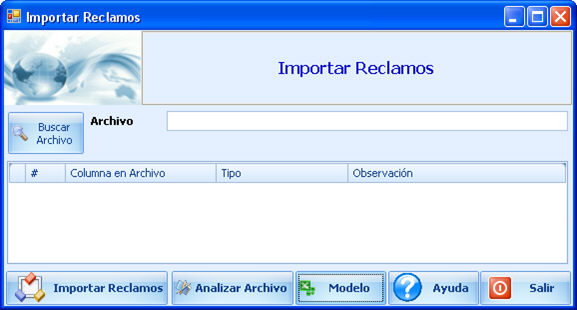 Importar Reclamos
Importar Reclamos
Buscar
Archivo
Archivo
# Columna en Archivo Tipo Observación
Importar Reclamos Analizar Archivo Modelo Ayuda Salir